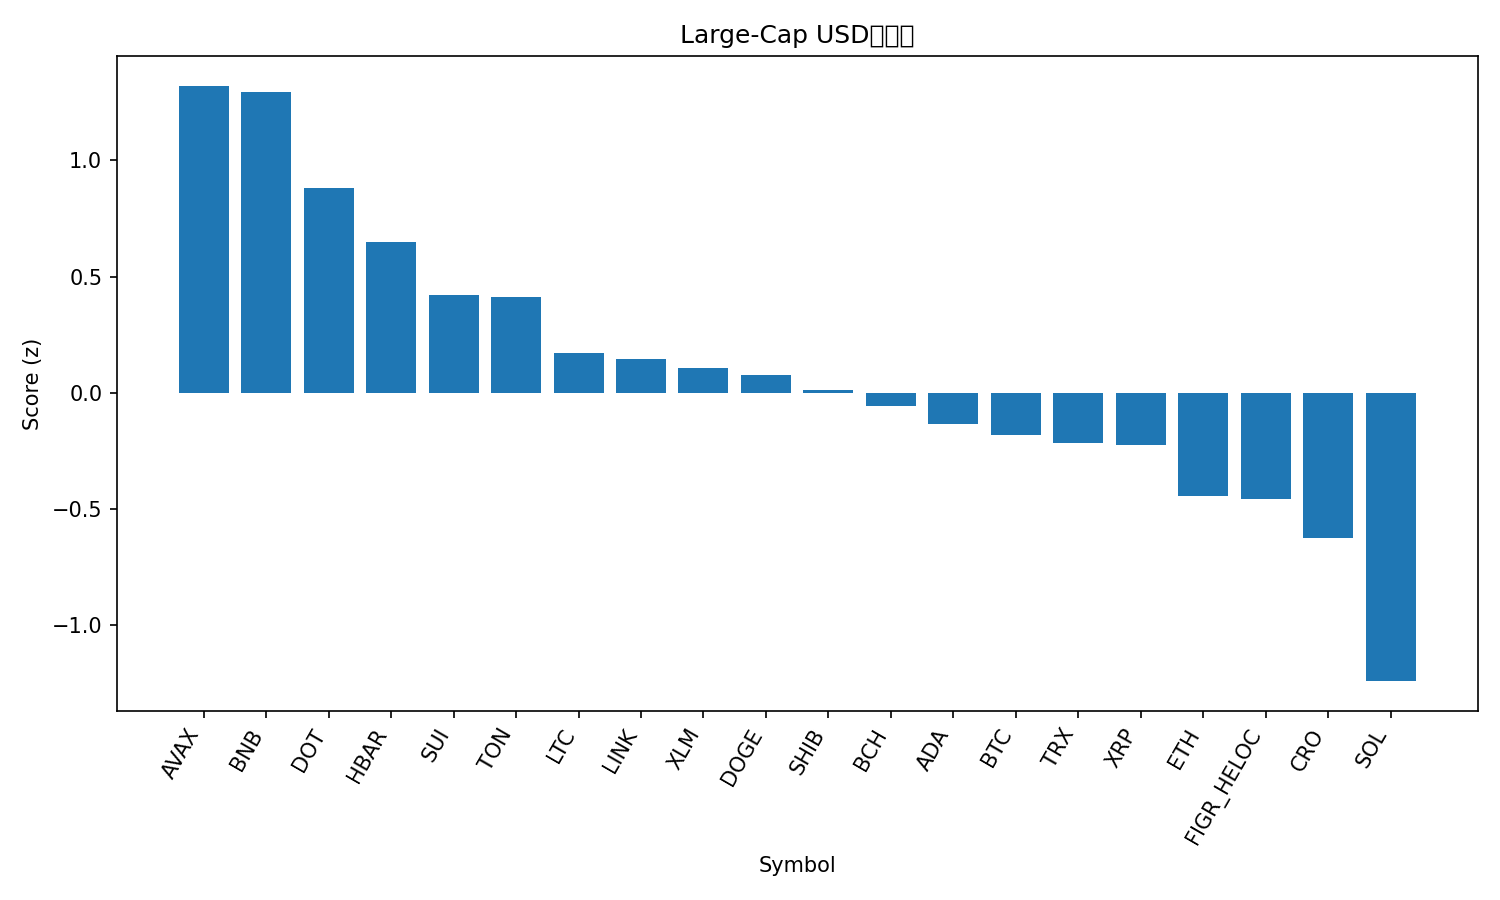 Large-Cap USD
1.0
0.5
0.0
−0.5
−1.0
Score (z)
AVAX
BNB
DOT
HBAR
SUI
TON
LTC
LINK
XLM
DOGE
SHIB
BCH
ADA
BTC
TRX
XRP
ETH
FIGR_HELOC
CRO
SOL
Symbol